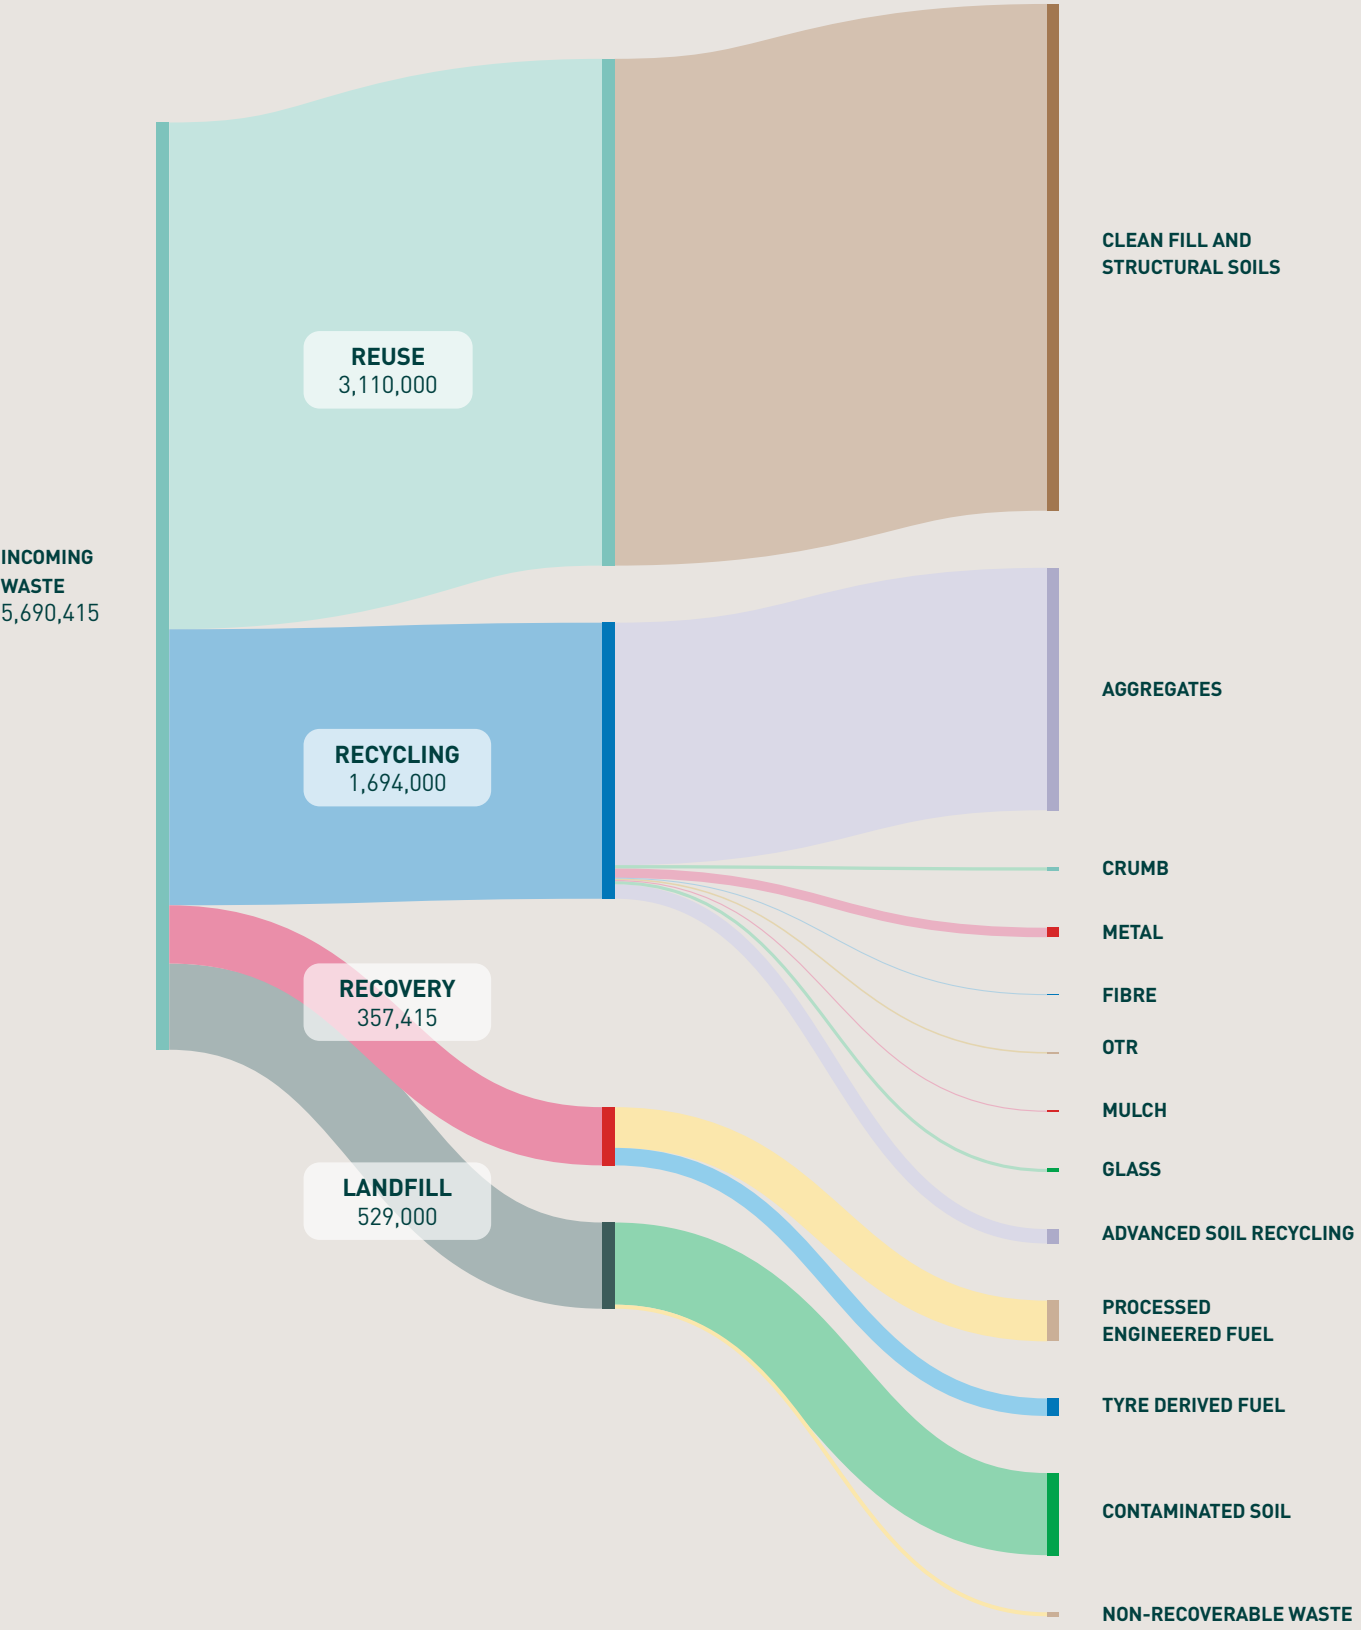 INCOMING
WASTE
5,690,415
REUSE
3,110,000
RECYCLING
1,694,000
RECOVERY
357,415
LANDFILL
529,000
CLEAN FILL AND
STRUCTURAL SOILS
AGGREGATES
CRUMB
METAL
FIBRE
OTR
MULCH
GLASS
ADVANCED SOIL RECYCLING
PROCESSED
ENGINEERED FUEL
TYRE DERIVED FUEL
CONTAMINATED SOIL
NON-RECOVERABLE WASTE